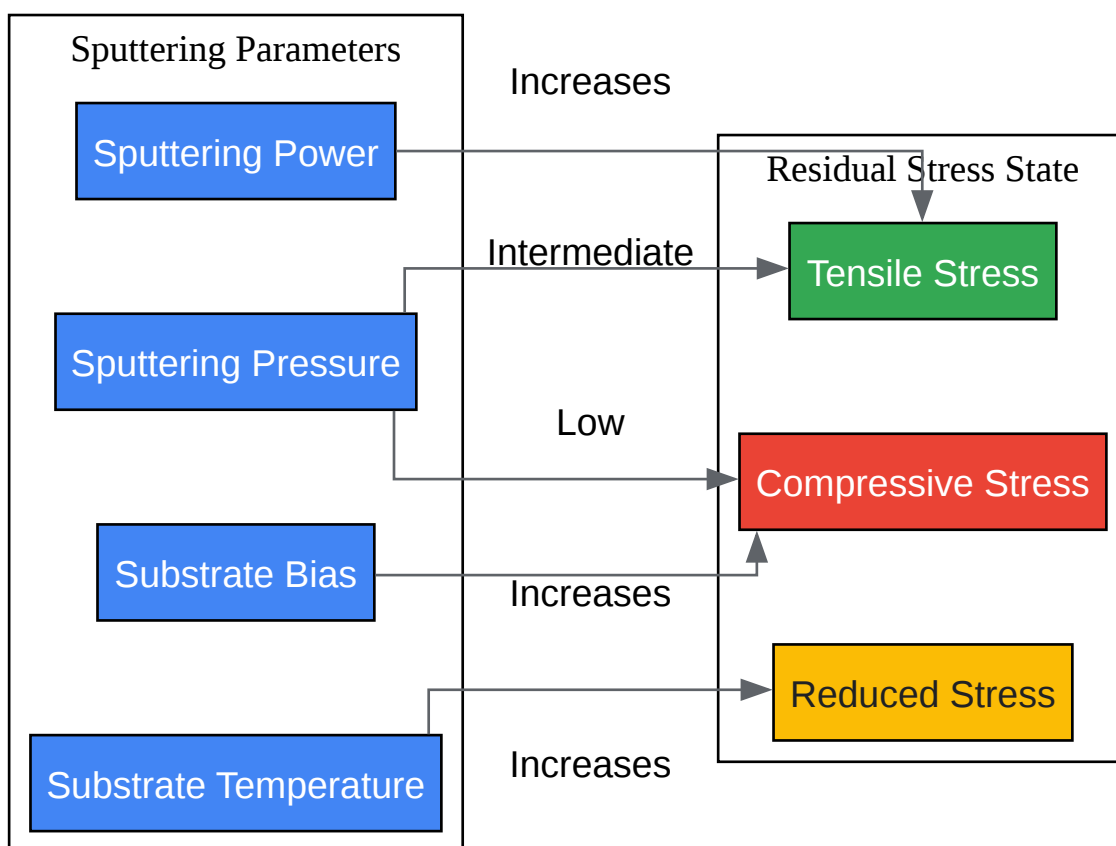 Sputtering Parameters
Increases
Sputtering Power
Residual Stress State
Intermediate
Tensile Stress
Sputtering Pressure
Low
Compressive Stress
Substrate Bias
Increases
Reduced Stress
Increases
Substrate Temperature